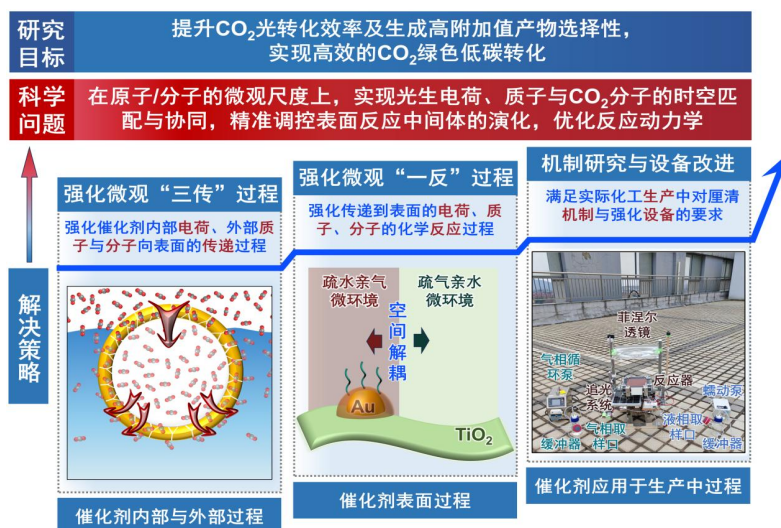 研究
目标
提升CO₂光转化效率及生成高附加值产物选择性，
实现高效的CO₂绿色低碳转化
科学
问题
在原子/分子的微观尺度上，实现光生电荷、质子与CO₂分子的时空匹
配与协同，精准调控表面反应中间体的演化，优化反应动力学
解决策略
强化微观“三传”过程
强化催化剂内部电荷、外部质
子与分子向表面的传递过程
催化剂内部与外部过程
强化微观“一反”过程
强化传递到表面的电荷、质
子、分子的化学反应过程
疏水亲气
微环境
疏气亲水
微环境
空间解耦
Au
TiO₂
催化剂表面过程
机制研究与设备改进
满足实际化工生产中对厘清
机制与强化设备的要求
菲涅尔
透镜
气相循
环泵
追光
系统
反应器
蠕动泵
缓冲器
气相取
样口
液相取
样口
缓冲器
催化剂应用于生产中过程